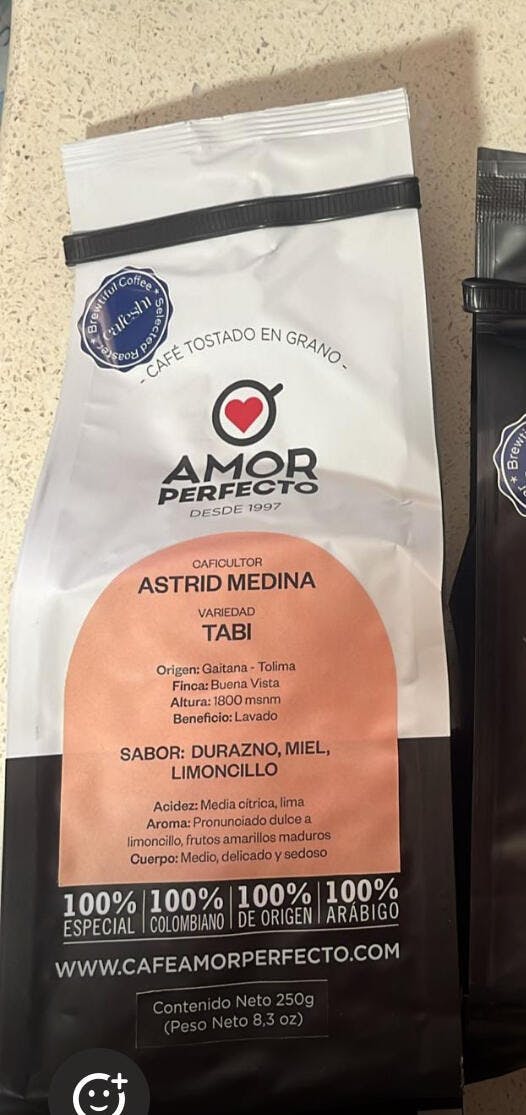 Brewtiful Coffee
cafeshi
Selected Roaster
- CAFÉ TOSTADO EN GRANO -
AMOR
PERFECTO
DESDE 1997
CAFICULTOR
ASTRID MEDINA
VARIEDAD
TABI
Origen: Gaitana - Tolima
Finca: Buena Vista
Altura: 1800 msnm
Beneficio: Lavado
SABOR: DURAZNO, MIEL,
LIMONCILLO
Acidez: Media cítrica, lima
Aroma: Pronunciado dulce a
limoncillo, frutos amarillos maduros
Cuerpo: Medio, delicado y sedoso
100% | 100% | 100% | 100%
ESPECIAL | COLOMBIANO | DE ORIGEN | ARÁBIGO
WWW.CAFEAMORPERFECTO.COM
Contenido Neto 250g
(Peso Neto 8,3 oz)